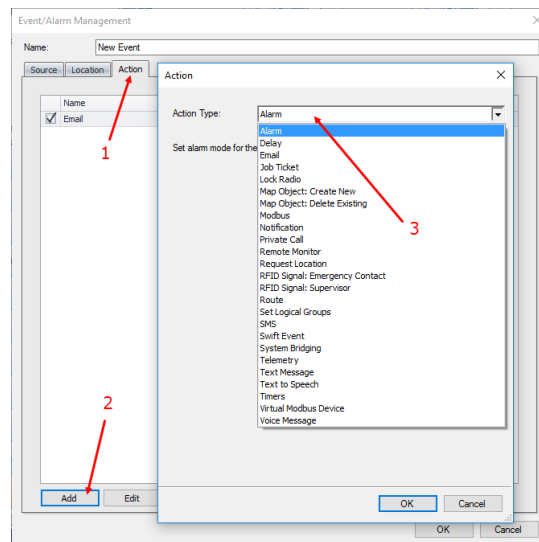 Event/Alarm Management
Name: New Event
Source Location Action
Action
Name
Email
1
Action Type: Alarm
Set alarm mode for the
Alarm
Delay
Email
Job Ticket
Lock Radio
Map Object: Create New
Map Object: Delete Existing
Modbus
Notification
Private Call
Remote Monitor
Request Location
RFID Signal: Emergency Contact
RFID Signal: Supervisor
Route
Set Logical Groups
SMS
Swift Event
System Bridging
Telemetry
Text Message
Text to Speech
Timers
Virtual Modbus Device
Voice Message
3
2
Add Edit
OK Cancel
OK Cancel